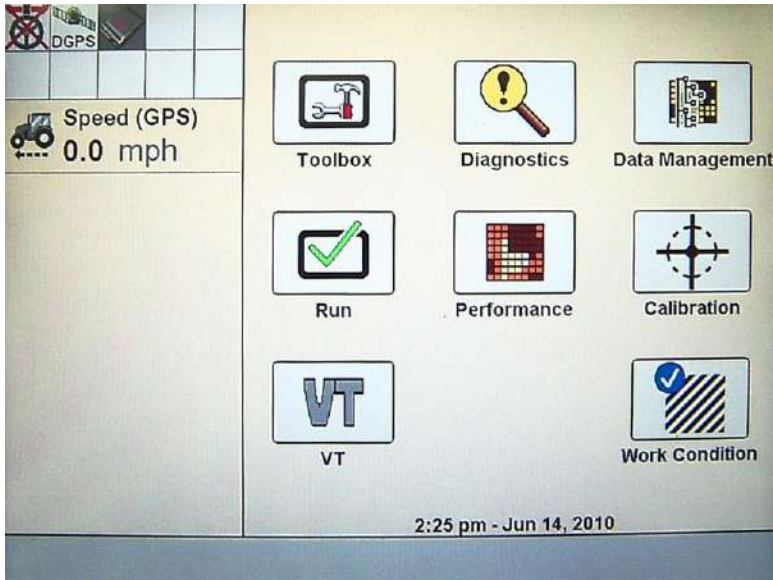 DGPS
Speed (GPS)
0.0 mph
Toolbox
Diagnostics
Data Management
Run
Performance
Calibration
VT
VT
Work Condition
2:25 pm - Jun 14, 2010